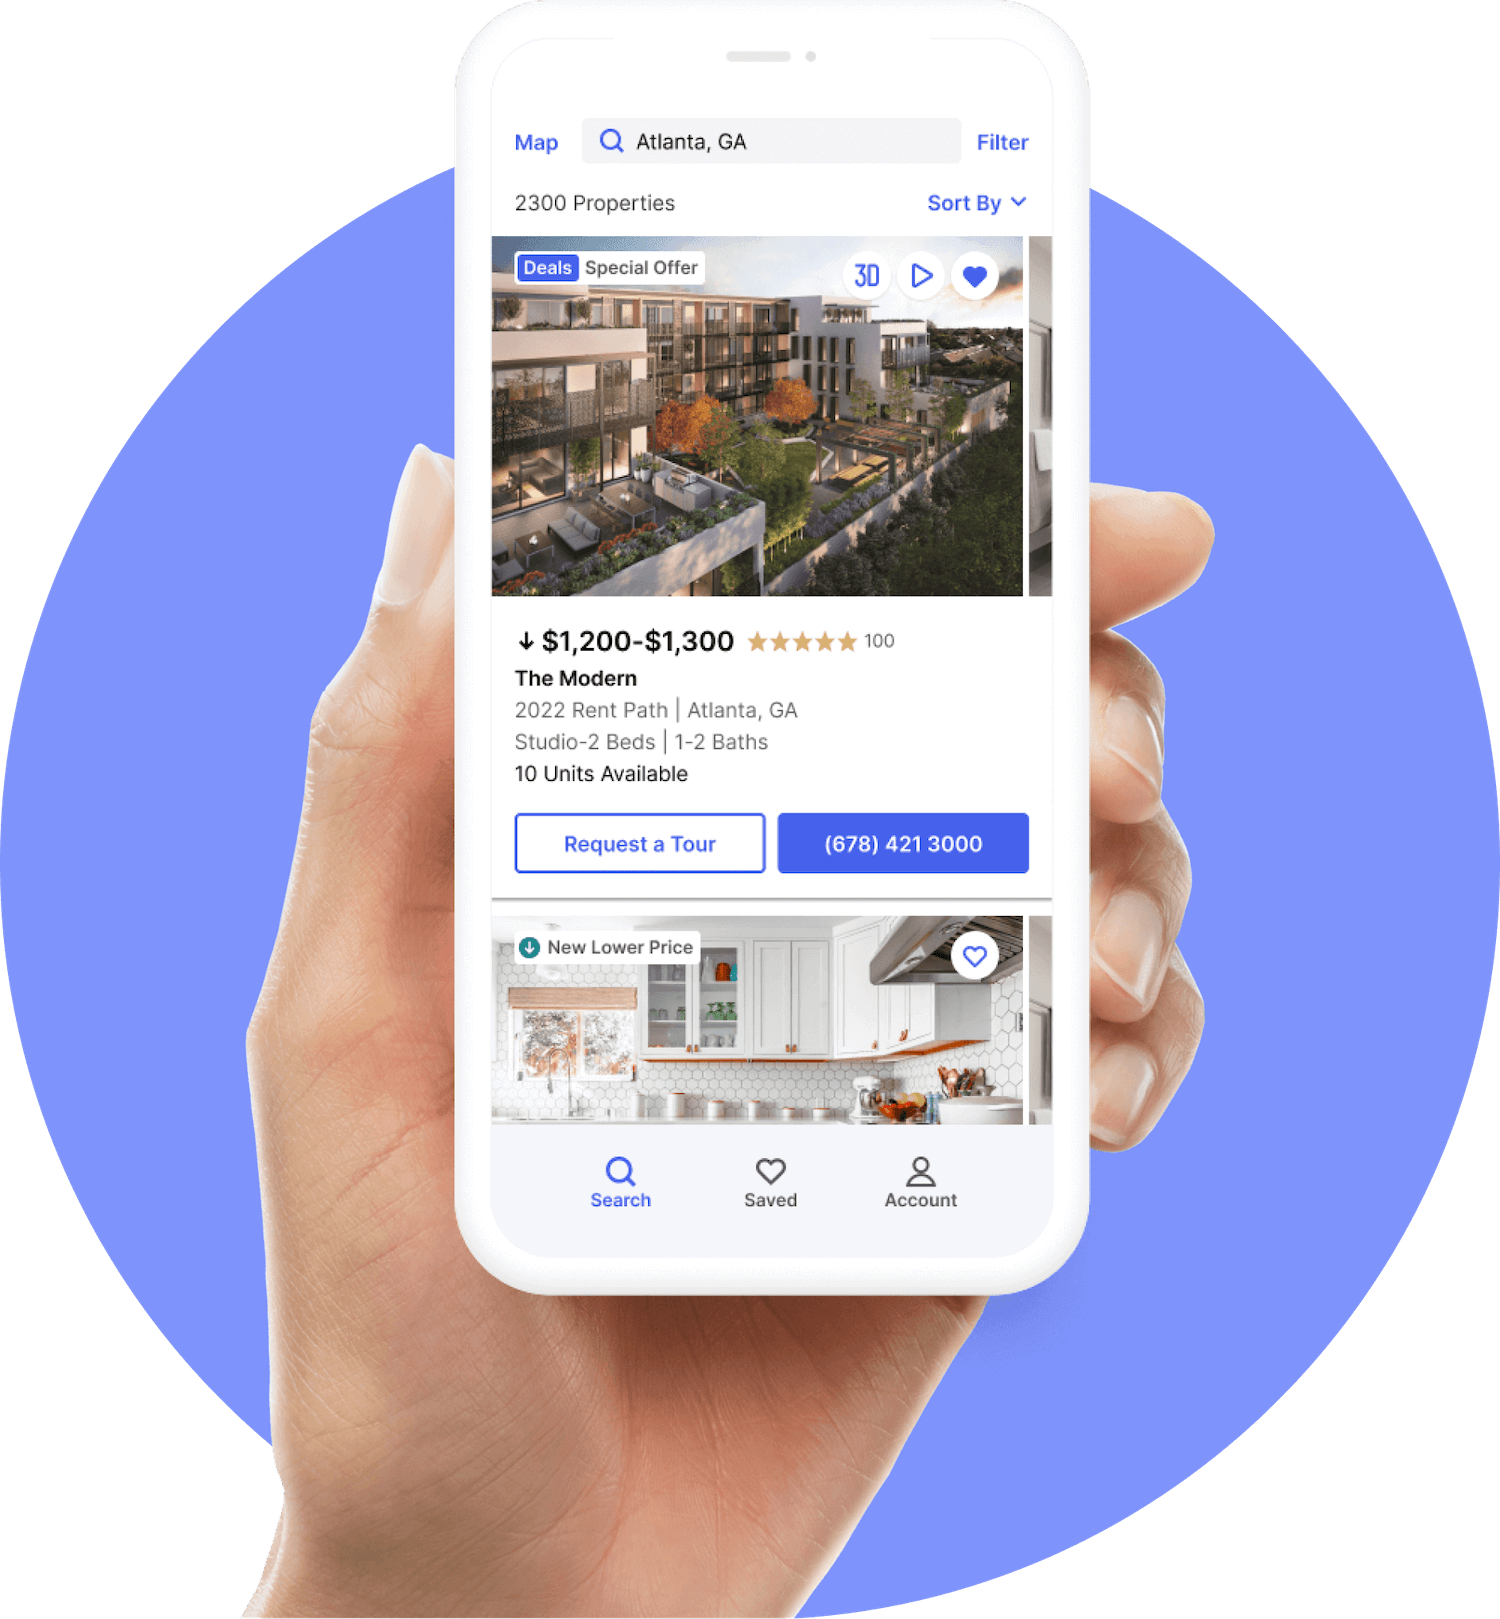 Map
Atlanta, GA
Filter
2300 Properties
Sort By
Deals Special Offer
3D
$1,200-$1,300
100
The Modern
2022 Rent Path | Atlanta, GA
Studio-2 Beds | 1-2 Baths
10 Units Available
Request a Tour
(678) 421 3000
New Lower Price
Search
Saved
Account